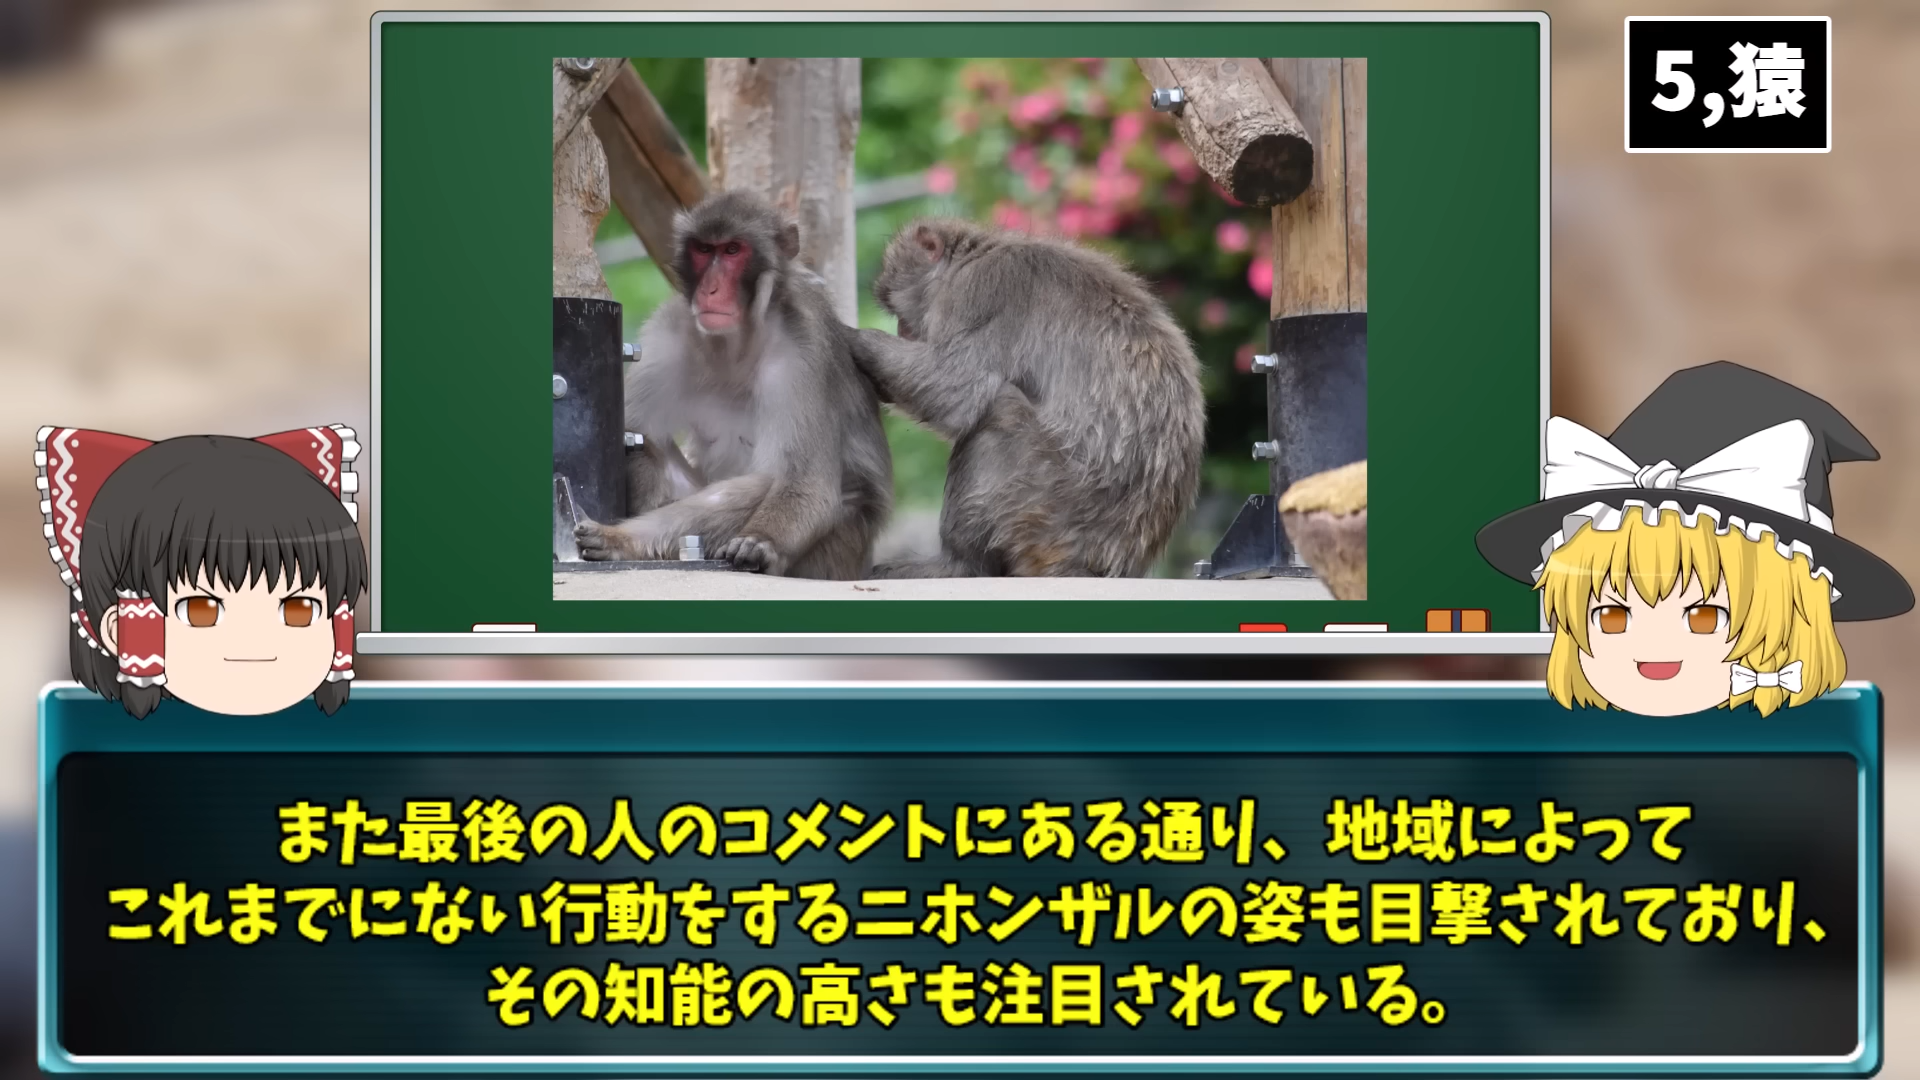 5,猿
また最後の人のコメントにある通り、地域によって
これまでにない行動をするニホンザルの姿も目撃されており、
その知能の高さも注目されている。